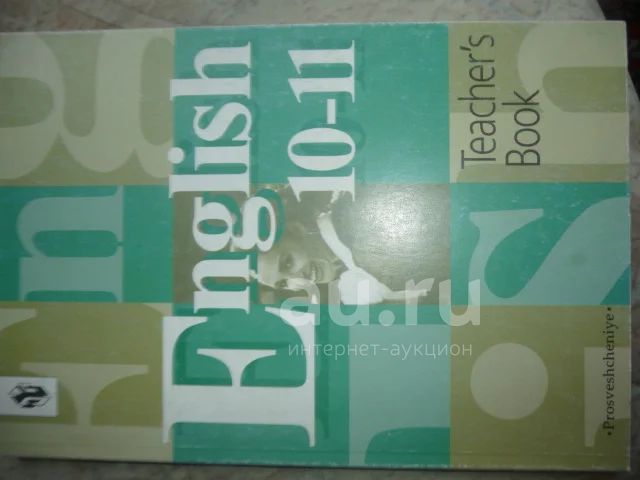 English
10-11
Teacher's
Book
• Prosveshcheniye •
au.ru
интернет-аукцион